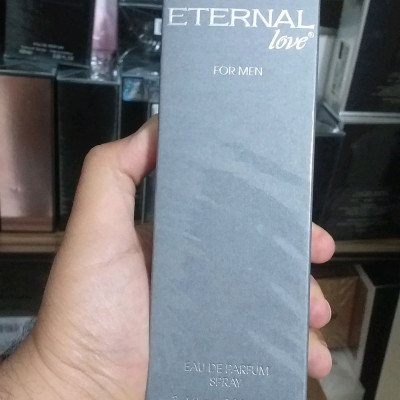 ETERNAL
love®
FOR MEN
EAU DE PARFUM
SPRAY